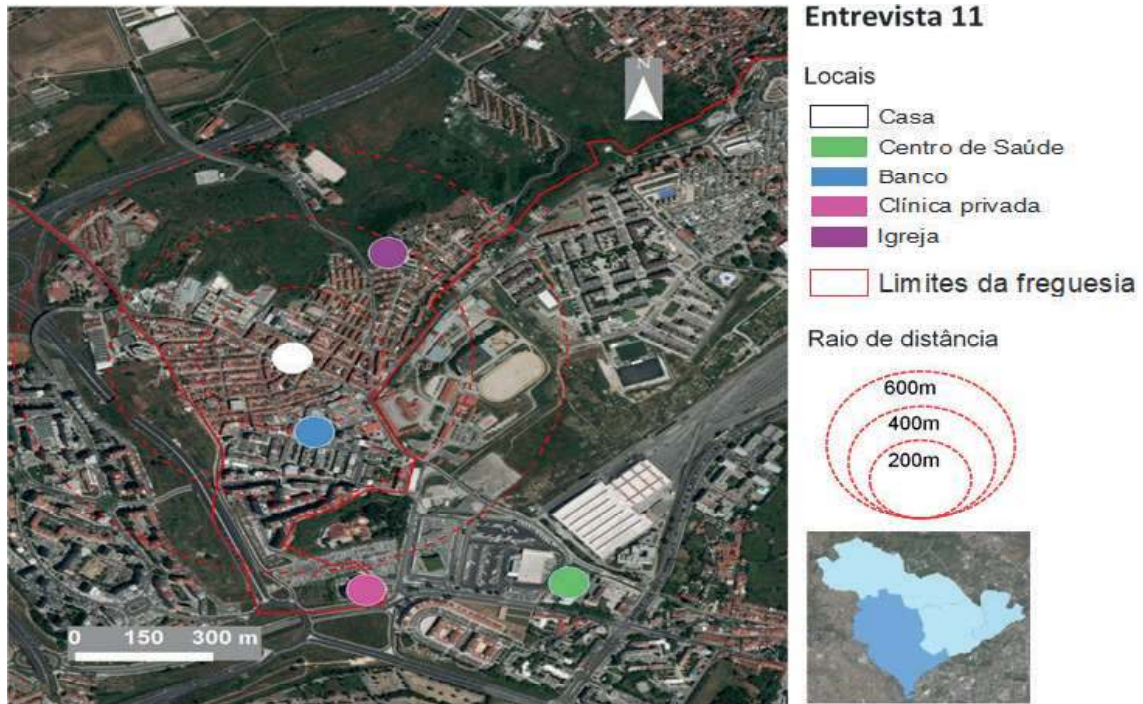 Entrevista 11
Locais
Casa
Centro de Saúde
Banco
Clínica privada
Igreja
Limites da freguesia
Raio de distância
600m
400m
200m
N
0 150 300 m